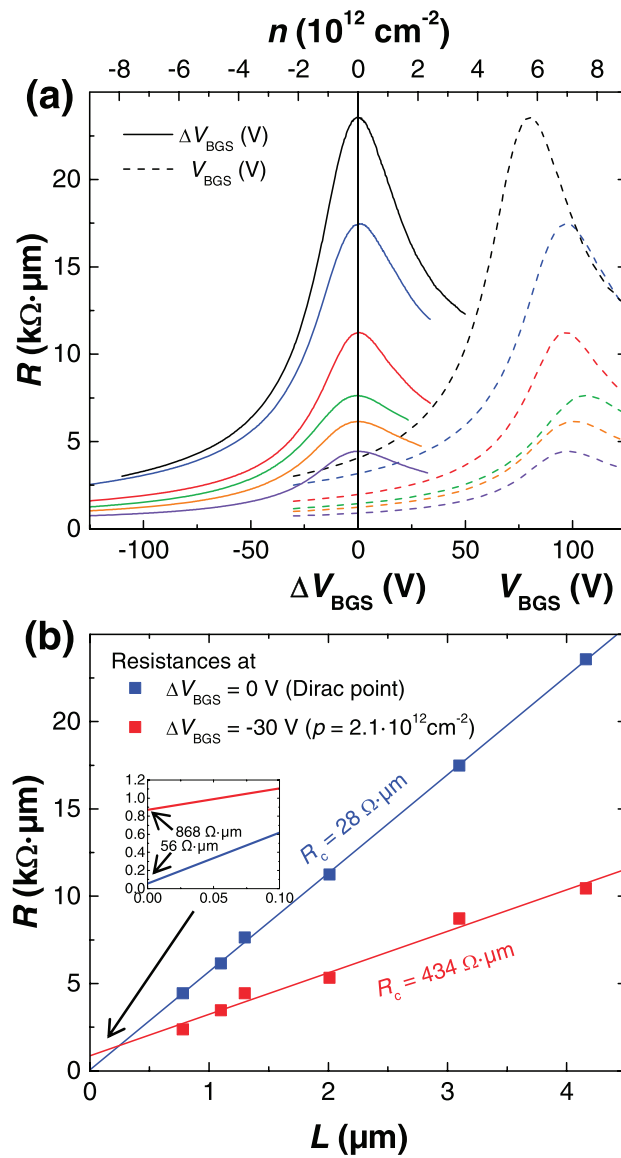 n (10¹² cm⁻²)
-8 -6 -4 -2 0 2 4 6 8
(a)
ΔV_BGS (V)
V_BGS (V)
R (kΩ·µm)
20
15
10
5
0
-100 -50 0 50 100
ΔV_BGS (V) V_BGS (V)
(b)
Resistances at
ΔV_BGS = 0 V (Dirac point)
ΔV_BGS = -30 V (p = 2.1·10¹²cm⁻²)
R (kΩ·µm)
20
15
10
5
0
1.2
1.0
0.8
0.6
0.4
0.2
0.0
868 Ω·µm
56 Ω·µm
0.00 0.05 0.10
R_c = 28 Ω·µm
R_c = 434 Ω·µm
0 1 2 3 4
L (µm)